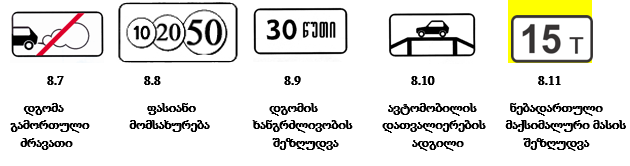 10 20 50
30 წუთი
15 т
8.7 8.8 8.9 8.10 8.11
დგომა ფასიანი დგომის ავტომობილის ნებადართული
გამორთული მომსახურება ხანგრძლივობის დათვალიერების მაქსიმალური მასის
ძრავათი შეზღუდვა ადგილი შეზღუდვა